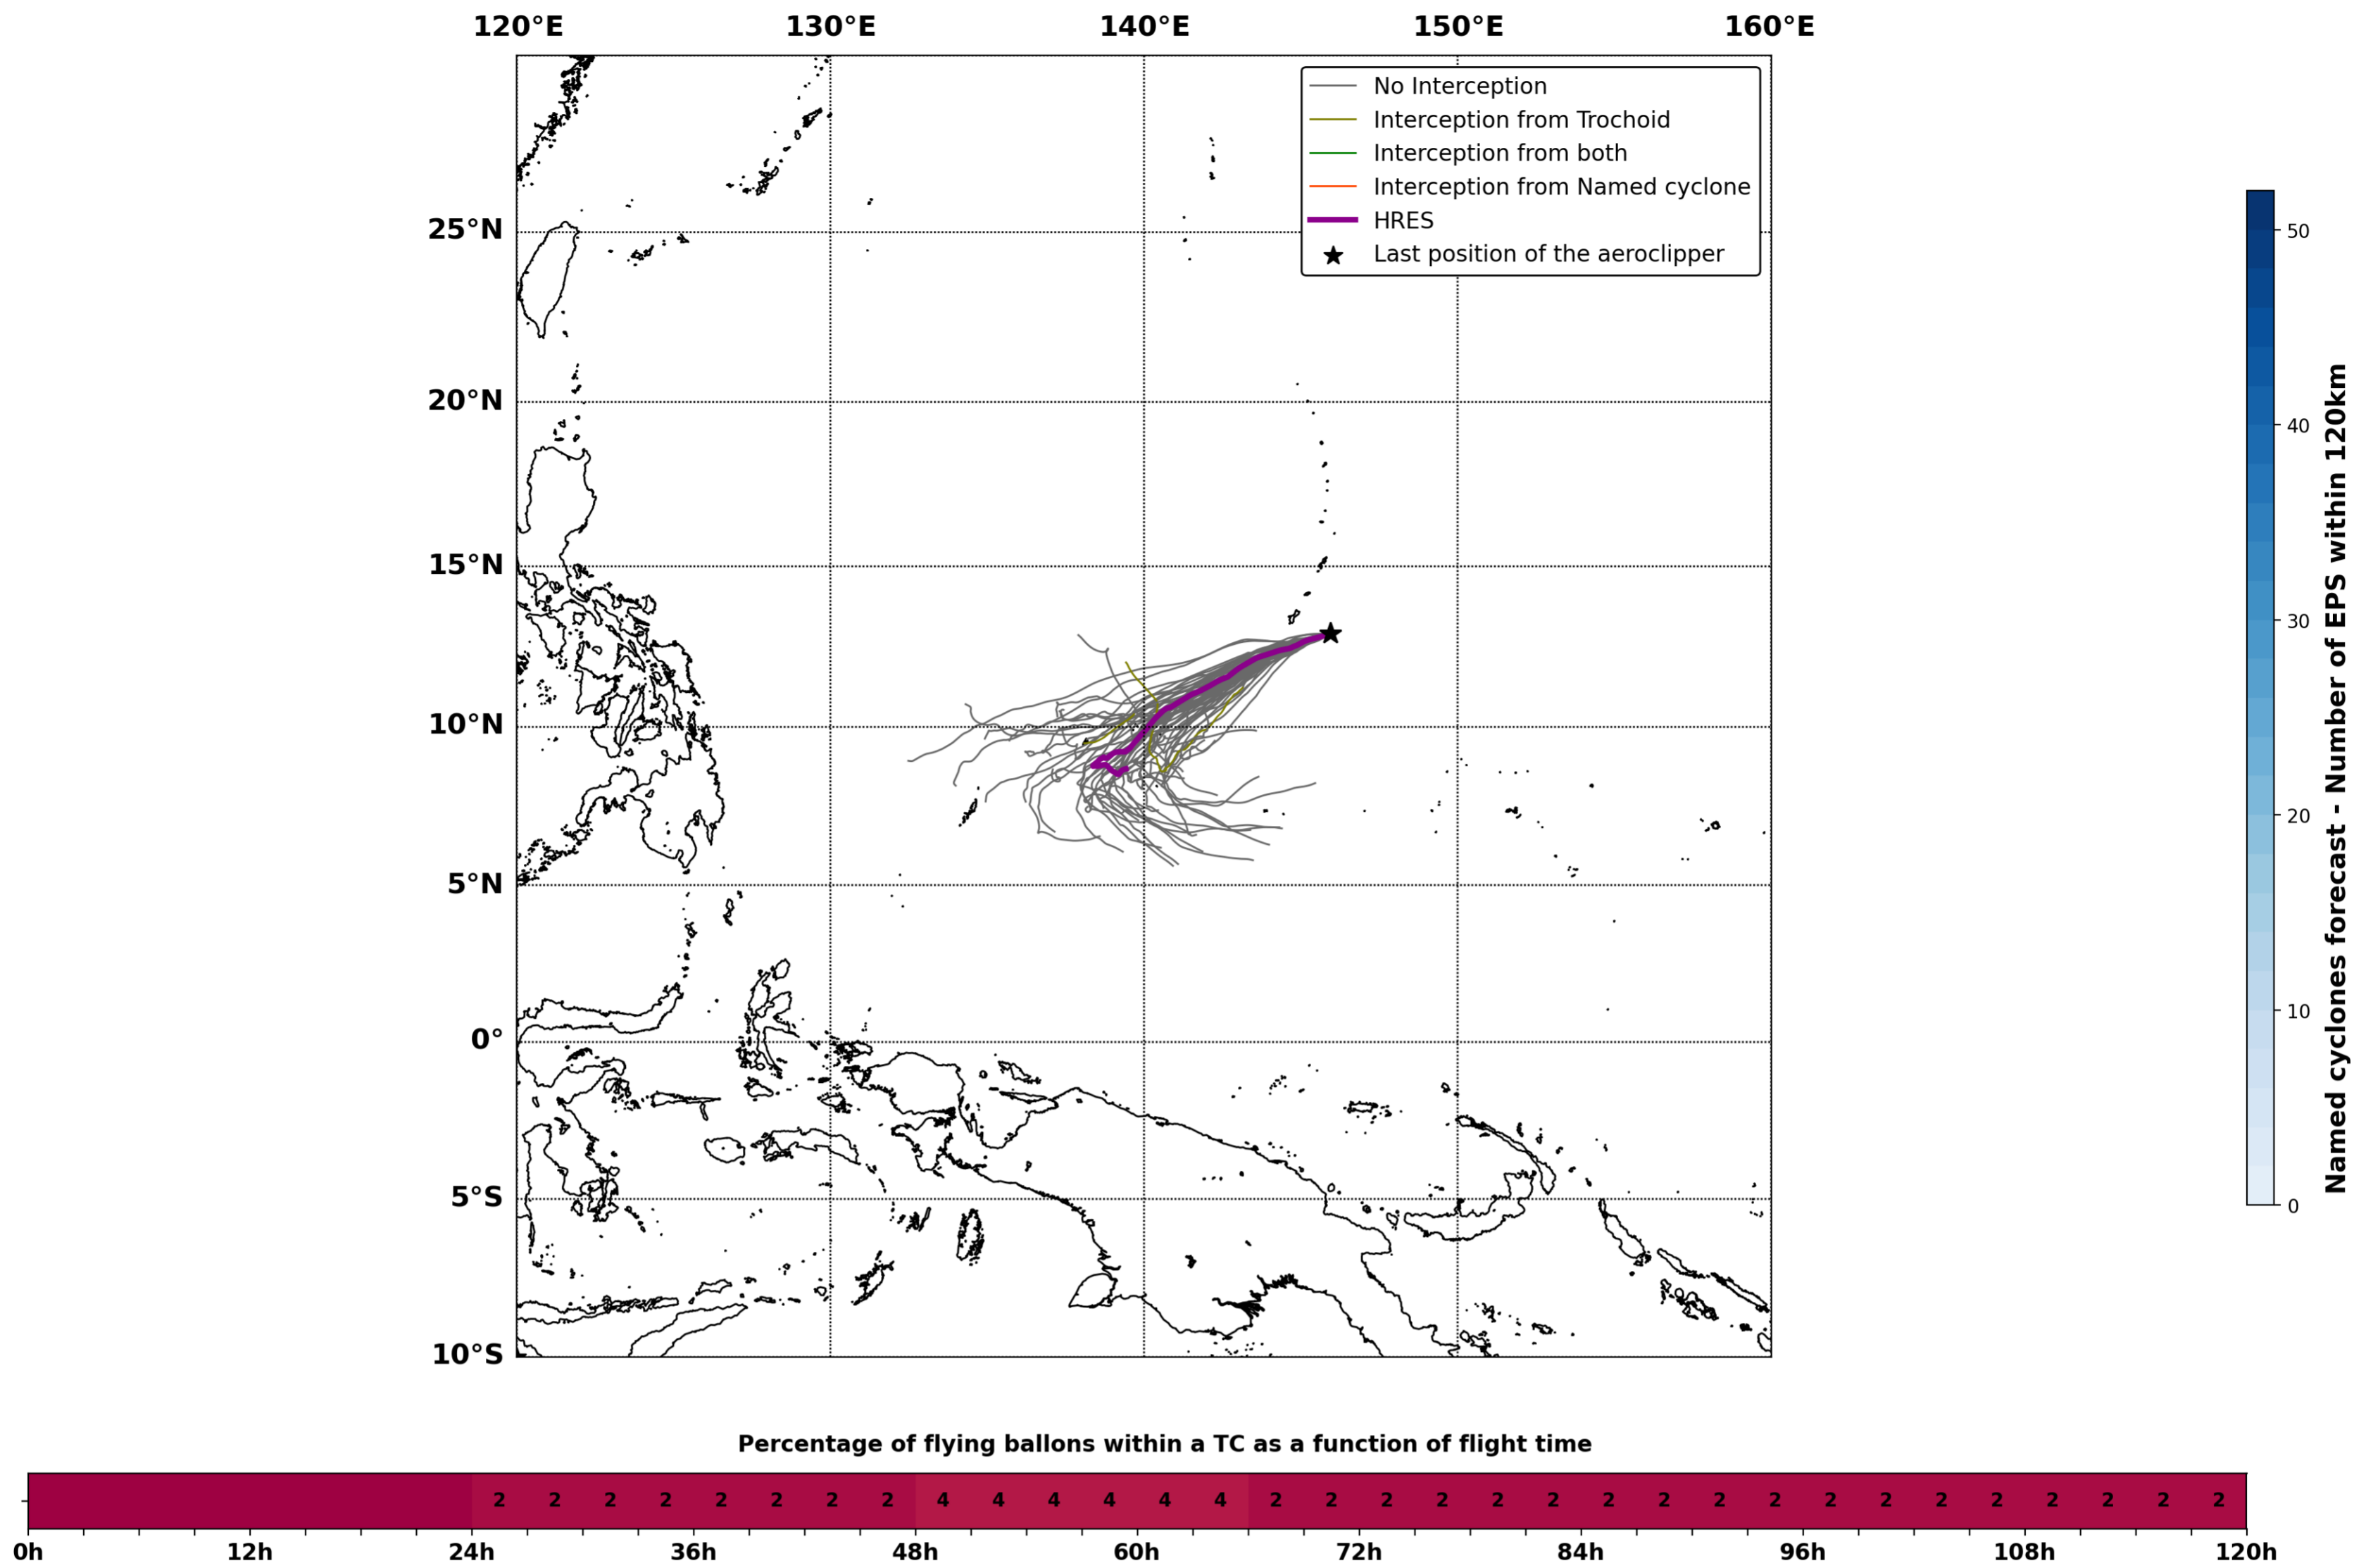 120°E 130°E 140°E 150°E 160°E
No Interception
Interception from Trochoid
Interception from both
Interception from Named cyclone
HRES
Last position of the aeroclipper
25°N
20°N
15°N
10°N
5°N
0°
5°S
10°S
50
40
30
20
10
0
Named cyclones forecast - Number of EPS within 120km
Percentage of flying ballons within a TC as a function of flight time
2 2 2 2 2 2 2 2 4 4 4 4 4 4 2 2 2 2 2 2 2 2 2 2 2 2 2 2 2 2 2 2
0h 12h 24h 36h 48h 60h 72h 84h 96h 108h 120h